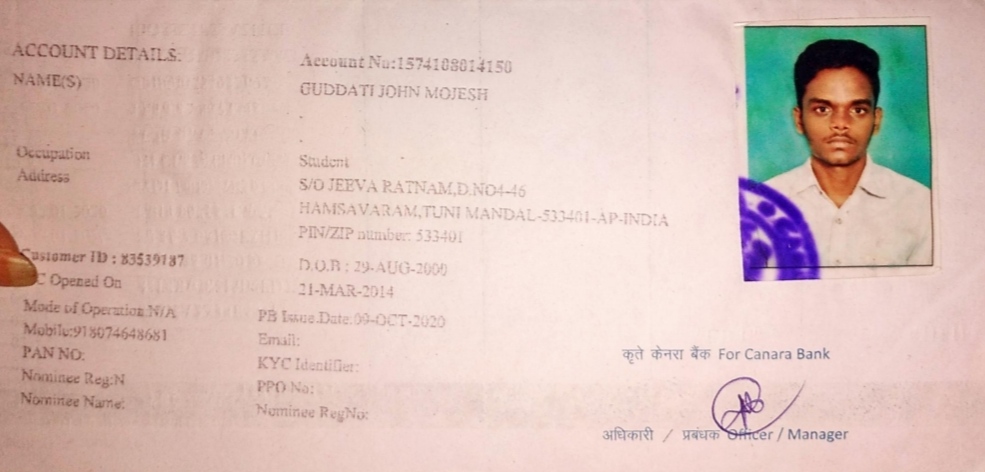 ACCOUNT DETAILS: Account No:1574108014150
NAME(S) GUDDATI JOHN MOJESH
Occupation Student
Address S/O JEEVA RATNAM,D.NO4-46
HAMSAVARAM,TUNI MANDAL-533401-AP-INDIA
PIN/ZIP number: 533401
Customer ID : 83539187 D.O.B : 29-AUG-2000
C Opened On 21-MAR-2014
Mode of Operation N/A PB Issue.Date:09-OCT-2020
Mobile:918074648681 Email:
PAN NO: KYC Identifier:
Nominee Reg:N PPO No:
Nominee Name: Nominee RegNo:
कृते केनरा बैंक For Canara Bank
अधिकारी / प्रबंधक Officer / Manager